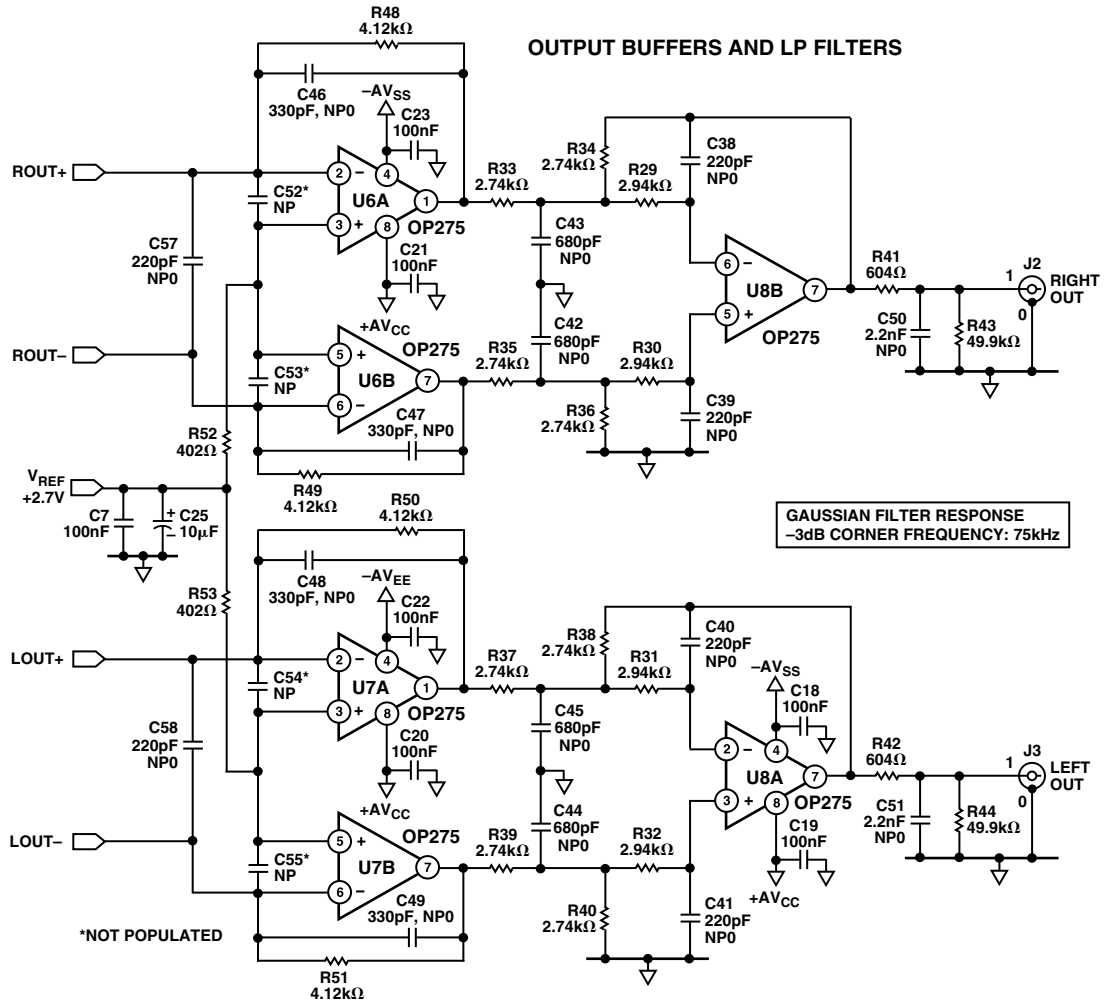 OUTPUT BUFFERS AND LP FILTERS
R48
4.12kΩ
C46
330pF, NP0
–AVSS
C23
100nF
ROUT+
C52*
NP
2
–
4
U6A
1
3
+
8
OP275
C21
100nF
C57
220pF
NP0
R33
2.74kΩ
R34
2.74kΩ
R29
2.94kΩ
C38
220pF
NP0
C43
680pF
NP0
C42
680pF
NP0
6
–
U8B
7
5
+
OP275
R41
604Ω
C50
2.2nF
NP0
R43
49.9kΩ
1
0
J2
RIGHT
OUT
ROUT–
+AVCC
OP275
5
+
C53*
NP
U6B
7
6
–
C47
330pF, NP0
R35
2.74kΩ
R30
2.94kΩ
R36
2.74kΩ
C39
220pF
NP0
R52
402Ω
R49
4.12kΩ
VREF
+2.7V
C7
100nF
+
–
C25
10µF
R53
402Ω
GAUSSIAN FILTER RESPONSE
–3dB CORNER FREQUENCY: 75kHz
R50
4.12kΩ
C48
330pF, NP0
–AVEE
C22
100nF
LOUT+
C54*
NP
2
–
4
U7A
1
3
+
8
OP275
C20
100nF
C58
220pF
NP0
R37
2.74kΩ
R38
2.74kΩ
R31
2.94kΩ
C40
220pF
NP0
C45
680pF
NP0
C44
680pF
NP0
–AVSS
C18
100nF
2
–
4
U8A
7
3
+
8
OP275
C19
100nF
+AVCC
R42
604Ω
C51
2.2nF
NP0
R44
49.9kΩ
1
0
J3
LEFT
OUT
LOUT–
+AVCC
OP275
5
+
C55*
NP
U7B
7
6
–
C49
330pF, NP0
R39
2.74kΩ
R32
2.94kΩ
R40
2.74kΩ
C41
220pF
NP0
*NOT POPULATED
R51
4.12kΩ